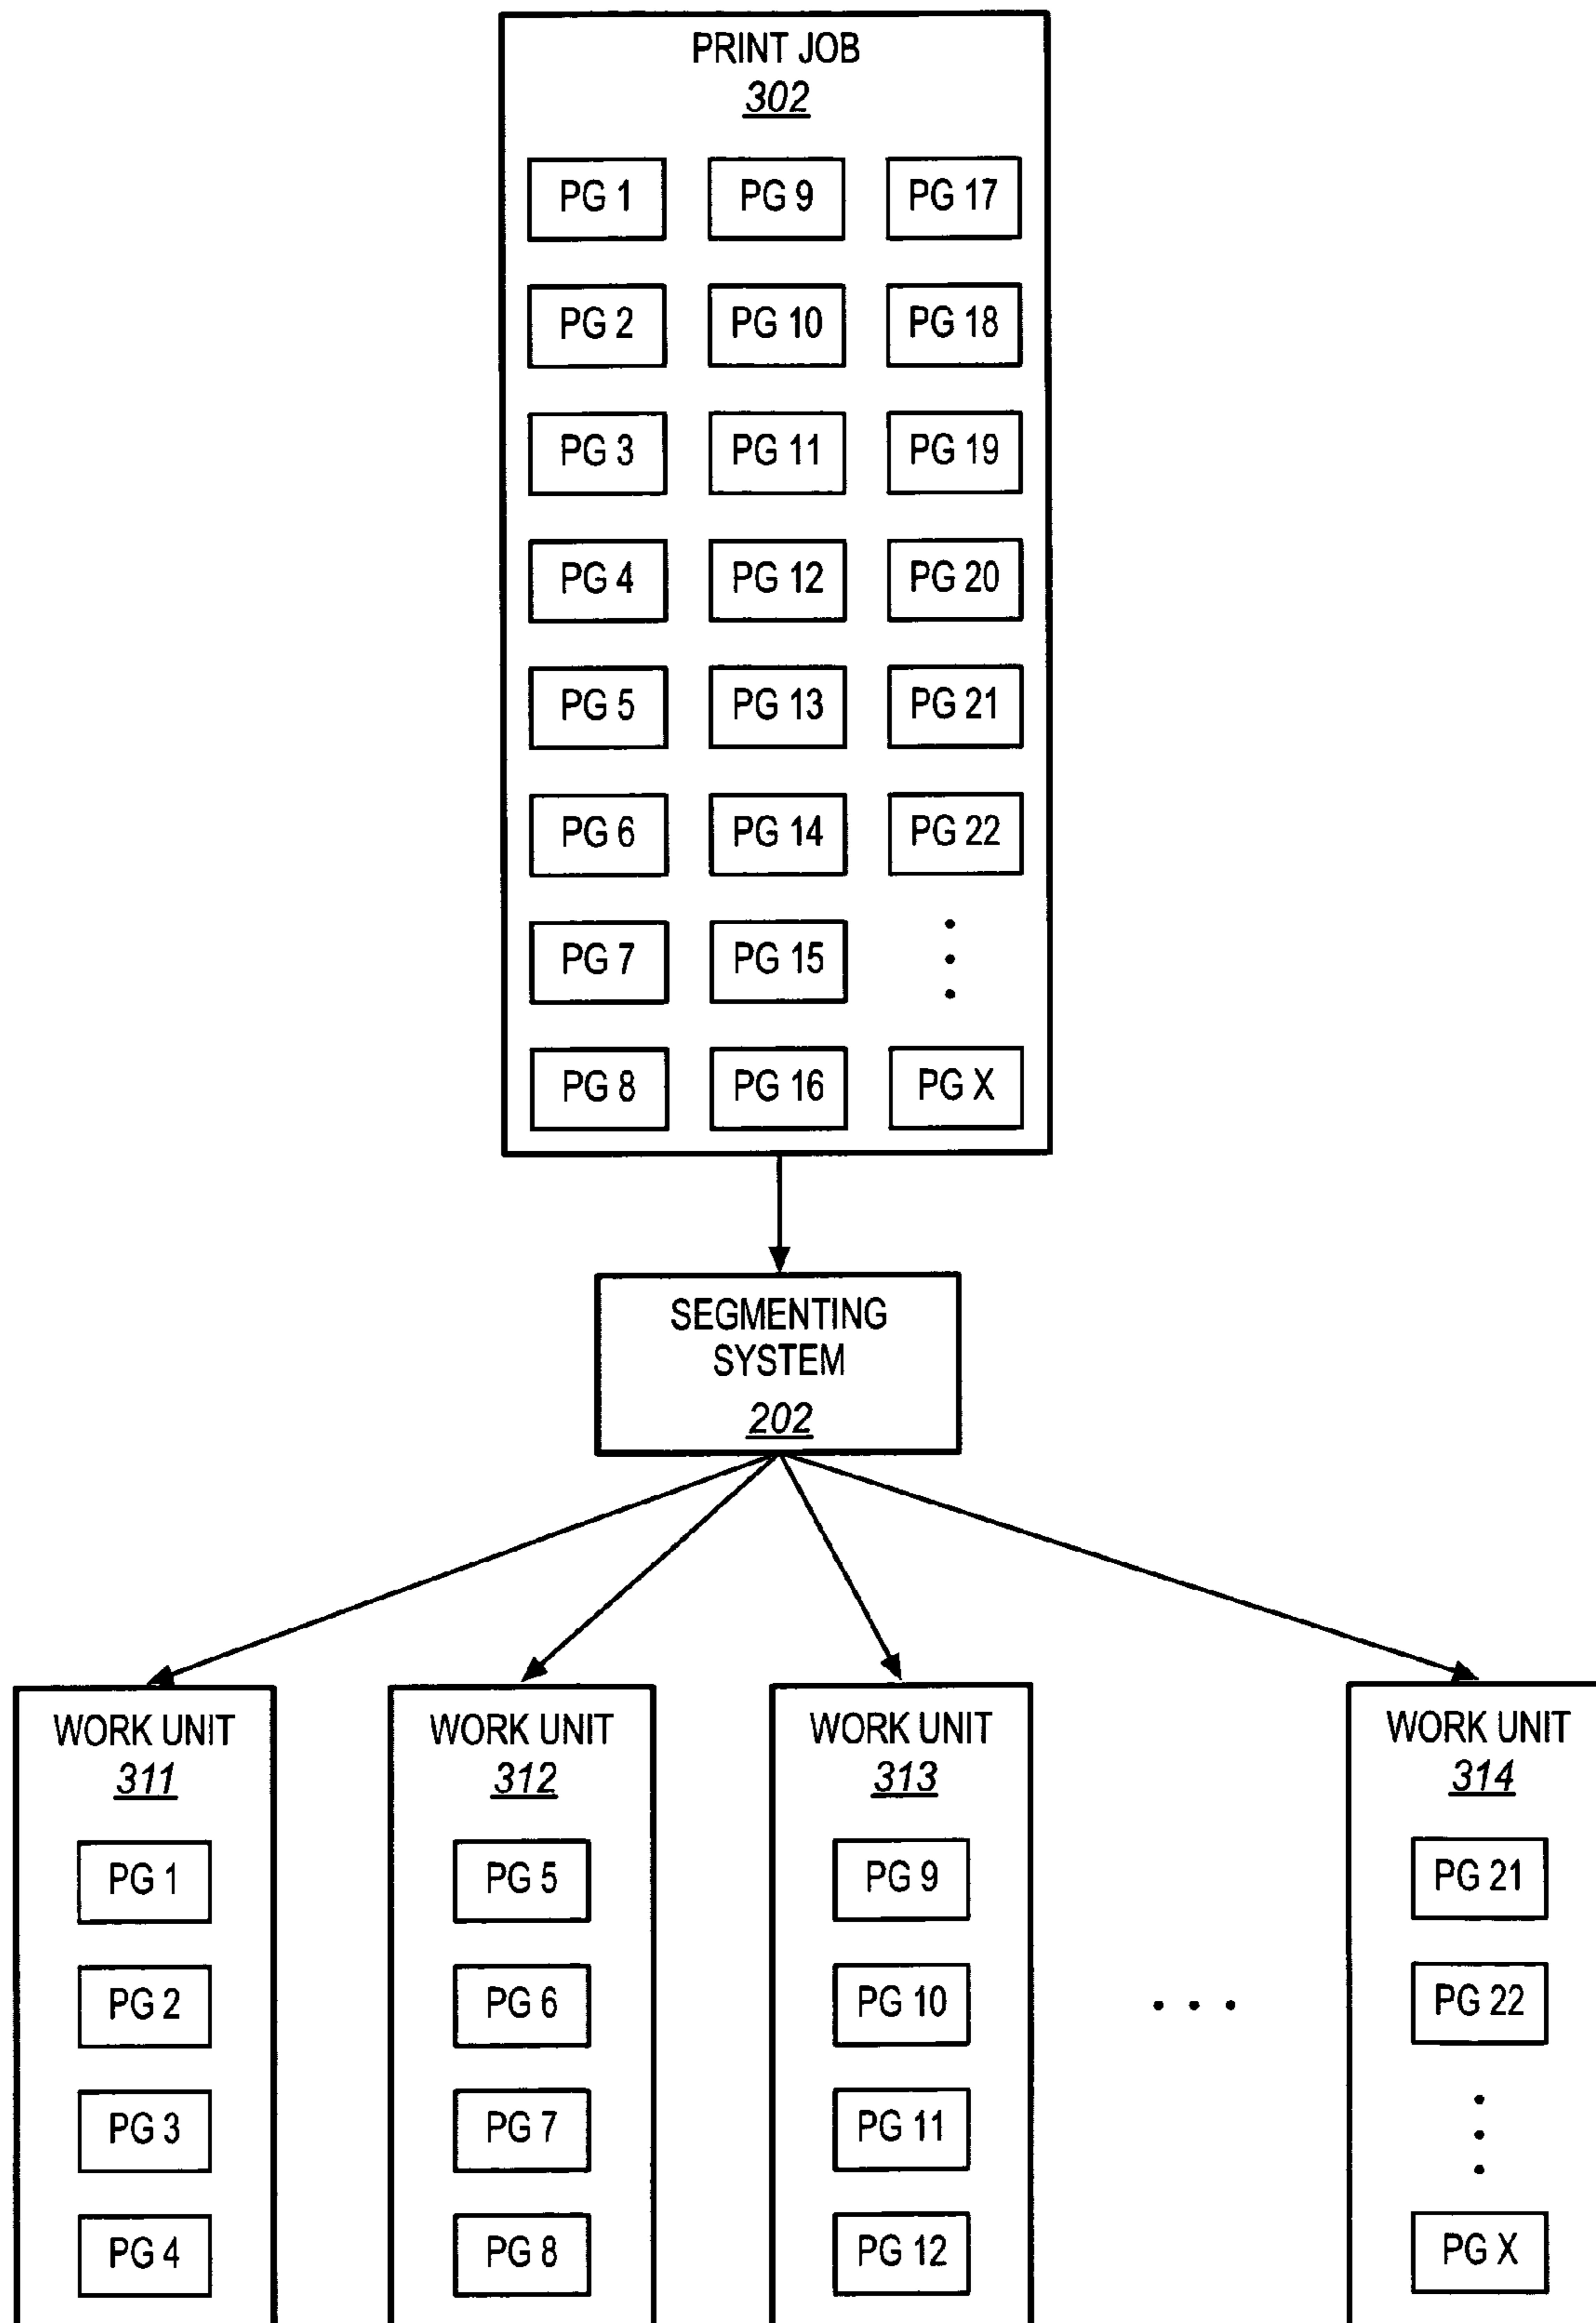 PRINT JOB
302
PG 1 PG 9 PG 17
PG 2 PG 10 PG 18
PG 3 PG 11 PG 19
PG 4 PG 12 PG 20
PG 5 PG 13 PG 21
PG 6 PG 14 PG 22
PG 7 PG 15
PG 8 PG 16 PG X
SEGMENTING
SYSTEM
202
WORK UNIT WORK UNIT WORK UNIT WORK UNIT
311 312 313 314
PG 1 PG 5 PG 9 PG 21
PG 2 PG 6 PG 10 . . . PG 22
PG 3 PG 7 PG 11
PG 4 PG 8 PG 12 PG X